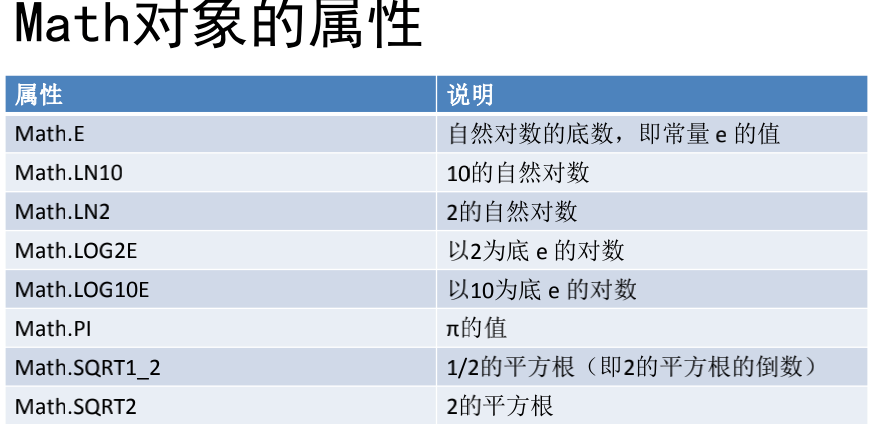 Math对象的属性
属性 说明
Math.E 自然对数的底数，即常量 e 的值
Math.LN10 10的自然对数
Math.LN2 2的自然对数
Math.LOG2E 以2为底 e 的对数
Math.LOG10E 以10为底 e 的对数
Math.PI π的值
Math.SQRT1_2 1/2的平方根（即2的平方根的倒数）
Math.SQRT2 2的平方根